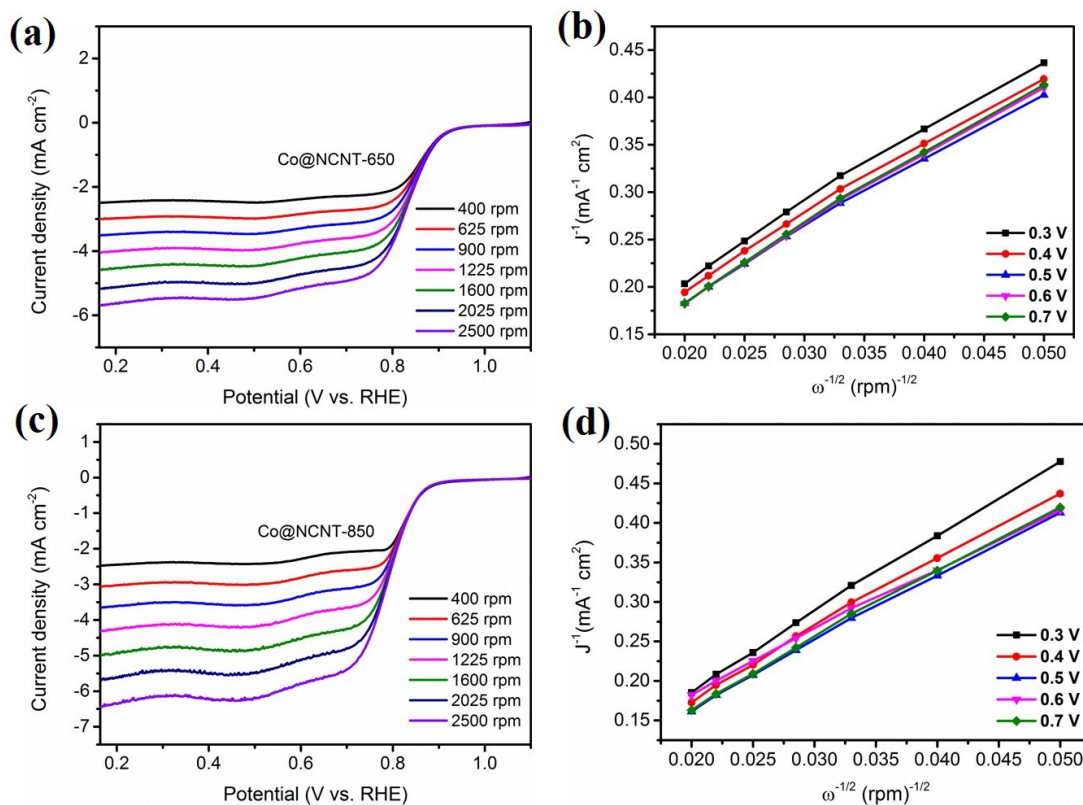 (a)
2
0
-2
-4
-6
Current density (mA cm-2)
Co@NCNT-650
400 rpm
625 rpm
900 rpm
1225 rpm
1600 rpm
2025 rpm
2500 rpm
0.2 0.4 0.6 0.8 1.0
Potential (V vs. RHE)
(b)
0.45
0.40
0.35
0.30
0.25
0.20
0.15
J-1(mA-1 cm2)
0.3 V
0.4 V
0.5 V
0.6 V
0.7 V
0.020 0.025 0.030 0.035 0.040 0.045 0.050
ω-1/2 (rpm)-1/2
(c)
1
0
-1
-2
-3
-4
-5
-6
-7
Current density (mA cm-2)
Co@NCNT-850
400 rpm
625 rpm
900 rpm
1225 rpm
1600 rpm
2025 rpm
2500 rpm
0.2 0.4 0.6 0.8 1.0
Potential (V vs. RHE)
(d)
0.50
0.45
0.40
0.35
0.30
0.25
0.20
0.15
J-1(mA-1 cm2)
0.3 V
0.4 V
0.5 V
0.6 V
0.7 V
0.020 0.025 0.030 0.035 0.040 0.045 0.050
ω-1/2 (rpm)-1/2